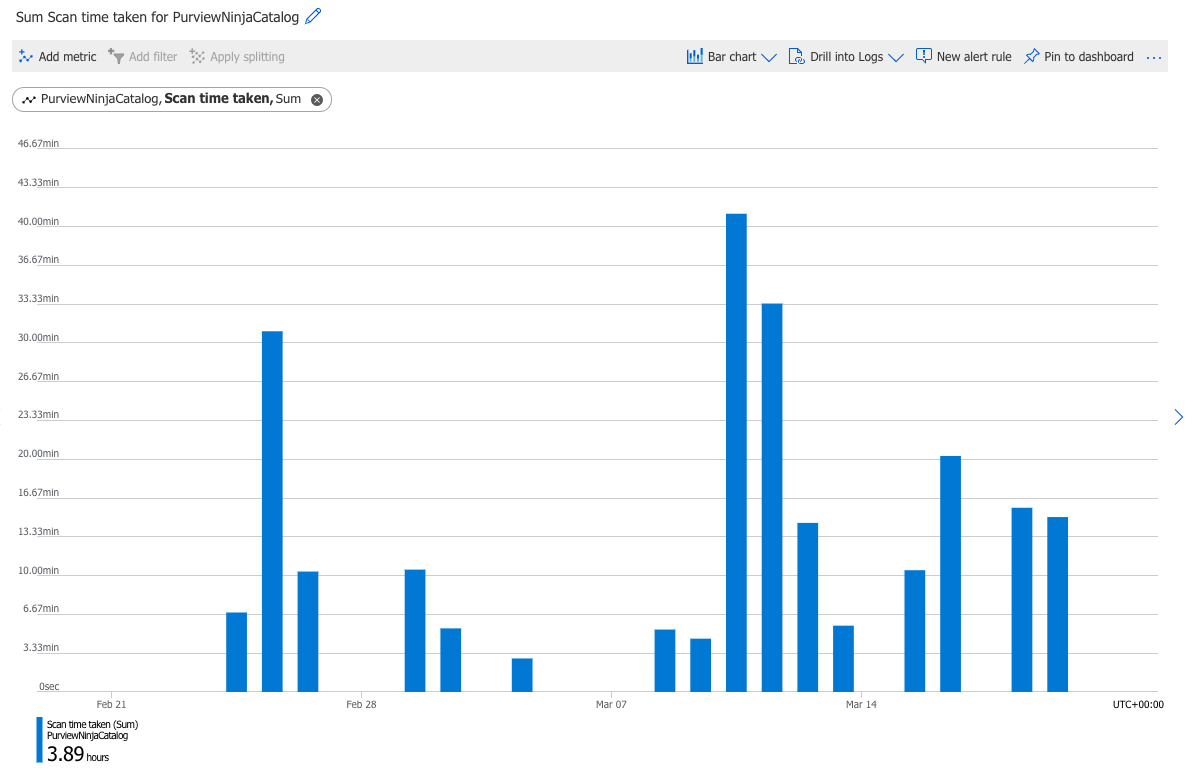 Sum Scan time taken for PurviewNinjaCatalog
Add metric Add filter Apply splitting Bar chart Drill into Logs New alert rule Pin to dashboard ...
PurviewNinjaCatalog, Scan time taken, Sum
46.67min
43.33min
40.00min
36.67min
33.33min
30.00min
26.67min
23.33min
20.00min
16.67min
13.33min
10.00min
6.67min
3.33min
0sec
Feb 21 Feb 28 Mar 07 Mar 14 UTC+00:00
Scan time taken (Sum)
PurviewNinjaCatalog
3.89 hours